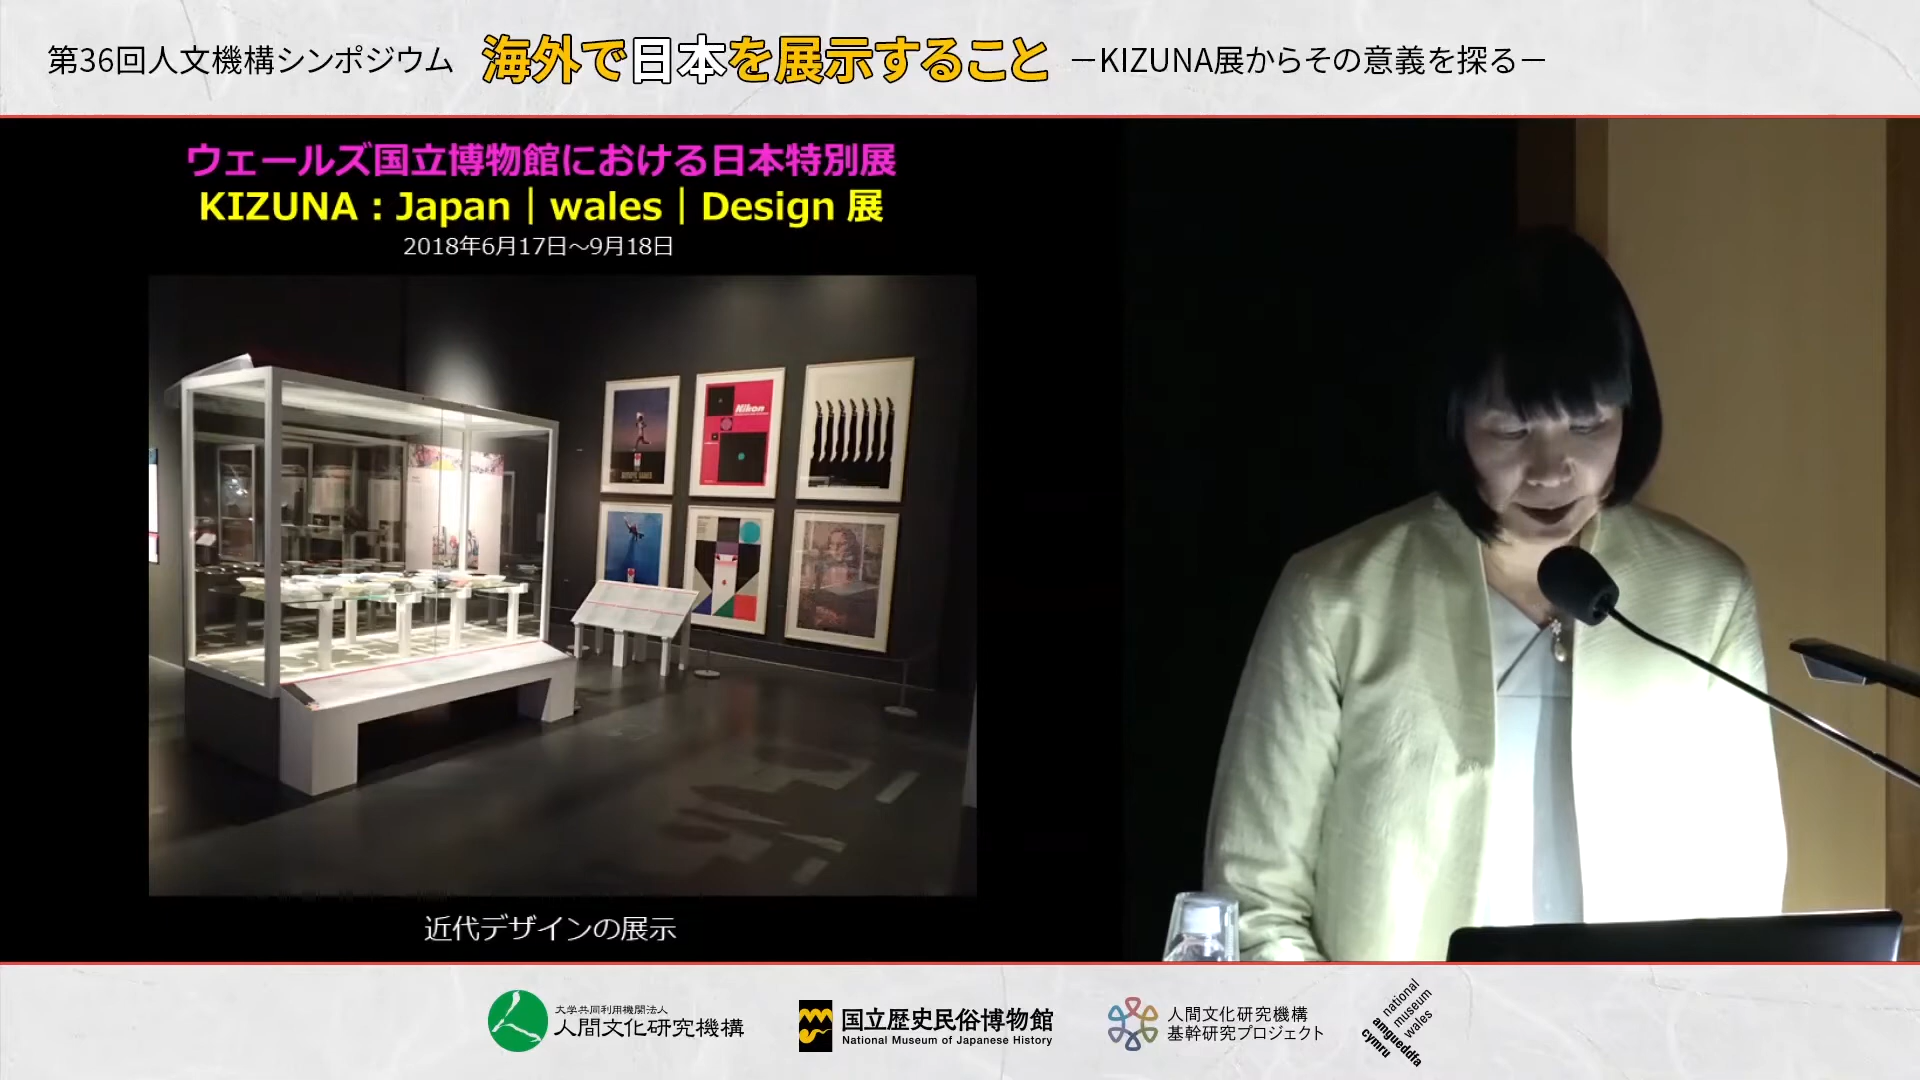 第36回人文機構シンポジウム 海外で日本を展示すること －KIZUNA展からその意義を探る－
ウェールズ国立博物館における日本特別展
KIZUNA：Japan｜wales｜Design 展
2018年6月17日～9月18日
Nikon
近代デザインの展示
大学共同利用機関法人
人間文化研究機構
国立歴史民俗博物館
National Museum of Japanese History
人間文化研究機構
基幹研究プロジェクト
national
museum
wales
amgueddfa
cymru